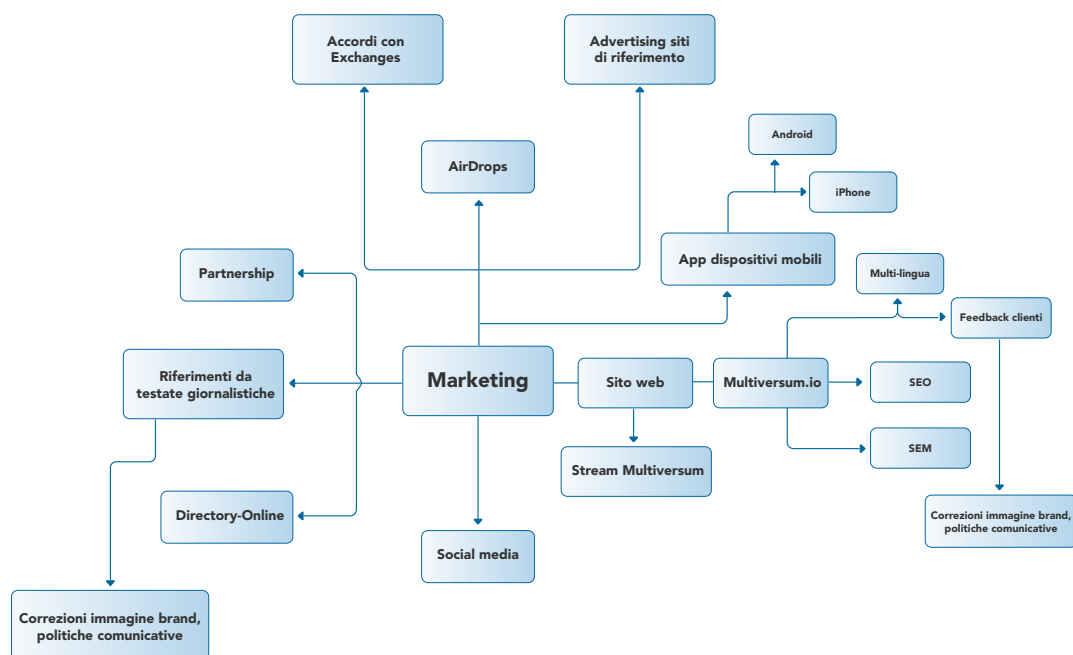 Accordi con
Exchanges
Advertising siti
di riferimento
Android
AirDrops
iPhone
App dispositivi mobili
Partnership
Multi-lingua
Feedback clienti
Riferimenti da
testate giornalistiche
Marketing
Sito web
Multiversum.io
SEO
SEM
Stream Multiversum
Directory-Online
Correzioni immagine brand,
politiche comunicative
Social media
Correzioni immagine brand,
politiche comunicative